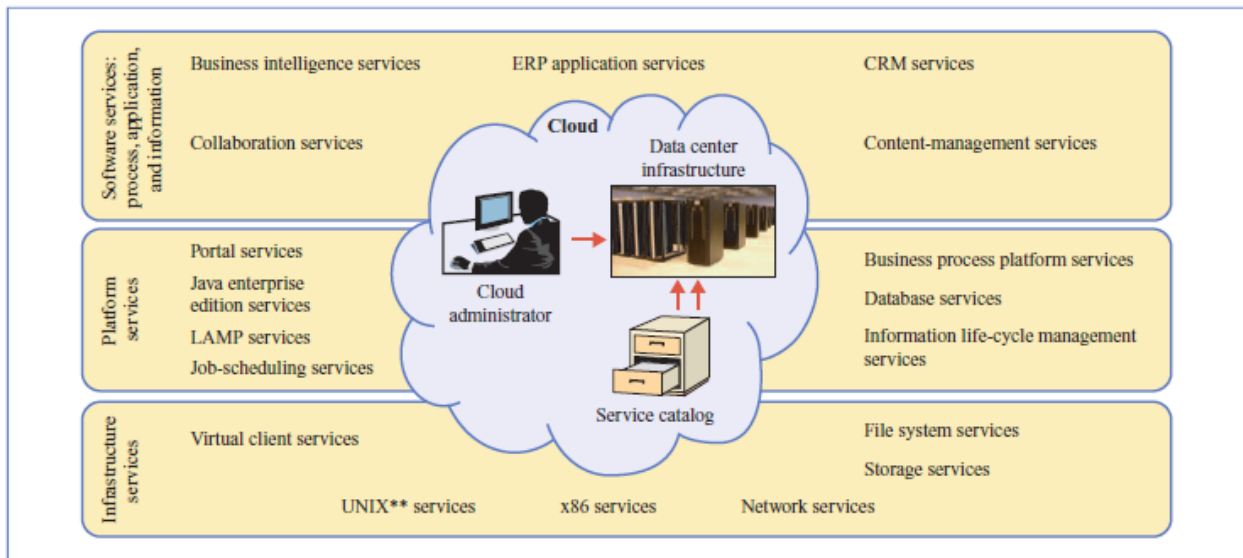 Software services:
process, application,
and information
Business intelligence services
ERP application services
CRM services
Collaboration services
Content-management services
Cloud
Data center
infrastructure
Cloud
administrator
Service catalog
Platform
services
Portal services
Java enterprise
edition services
LAMP services
Job-scheduling services
Business process platform services
Database services
Information life-cycle management
services
Infrastructure
services
Virtual client services
File system services
Storage services
UNIX** services
x86 services
Network services